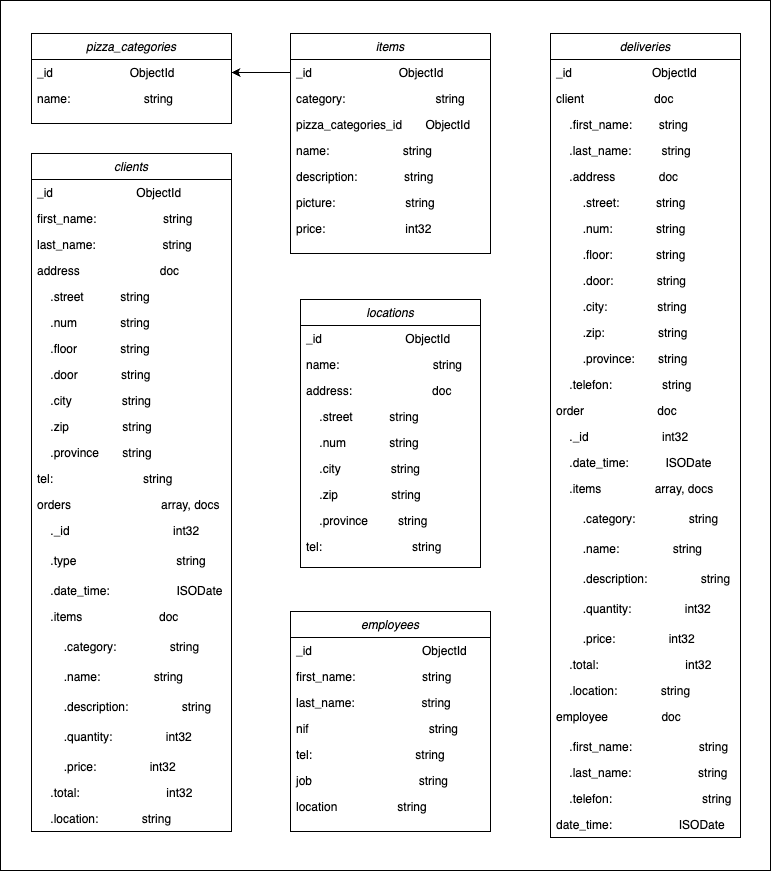 pizza_categories
_id ObjectId
name: string
clients
_id ObjectId
first_name: string
last_name: string
address doc
.street string
.num string
.floor string
.door string
.city string
.zip string
.province string
tel: string
orders array, docs
._id int32
.type string
.date_time: ISODate
.items doc
.category: string
.name: string
.description: string
.quantity: int32
.price: int32
.total: int32
.location: string
items
_id ObjectId
category: string
pizza_categories_id ObjectId
name: string
description: string
picture: string
price: int32
locations
_id ObjectId
name: string
address: doc
.street string
.num string
.city string
.zip string
.province string
tel: string
employees
_id ObjectId
first_name: string
last_name: string
nif string
tel: string
job string
location string
deliveries
_id ObjectId
client doc
.first_name: string
.last_name: string
.address doc
.street: string
.num: string
.floor: string
.door: string
.city: string
.zip: string
.province: string
.telefon: string
order doc
._id int32
.date_time: ISODate
.items array, docs
.category: string
.name: string
.description: string
.quantity: int32
.price: int32
.total: int32
.location: string
employee doc
.first_name: string
.last_name: string
.telefon: string
date_time: ISODate